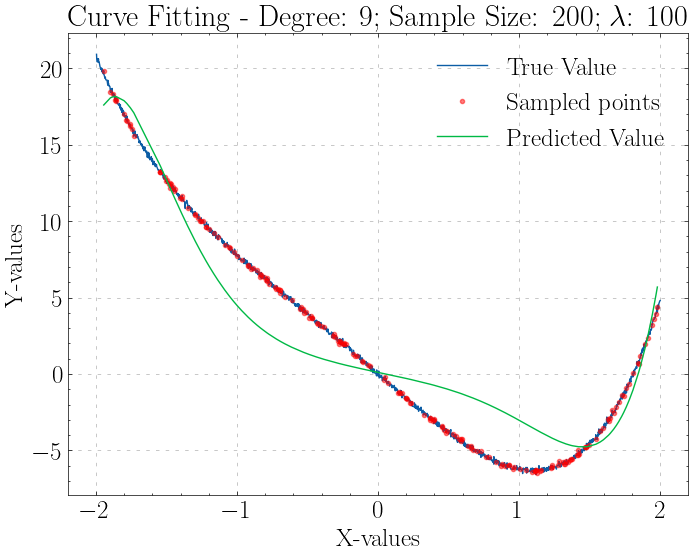 Curve Fitting - Degree: 9; Sample Size: 200; λ: 100
True Value
Sampled points
Predicted Value
Y-values
20
15
10
5
0
−5
−2
−1
0
1
2
X-values